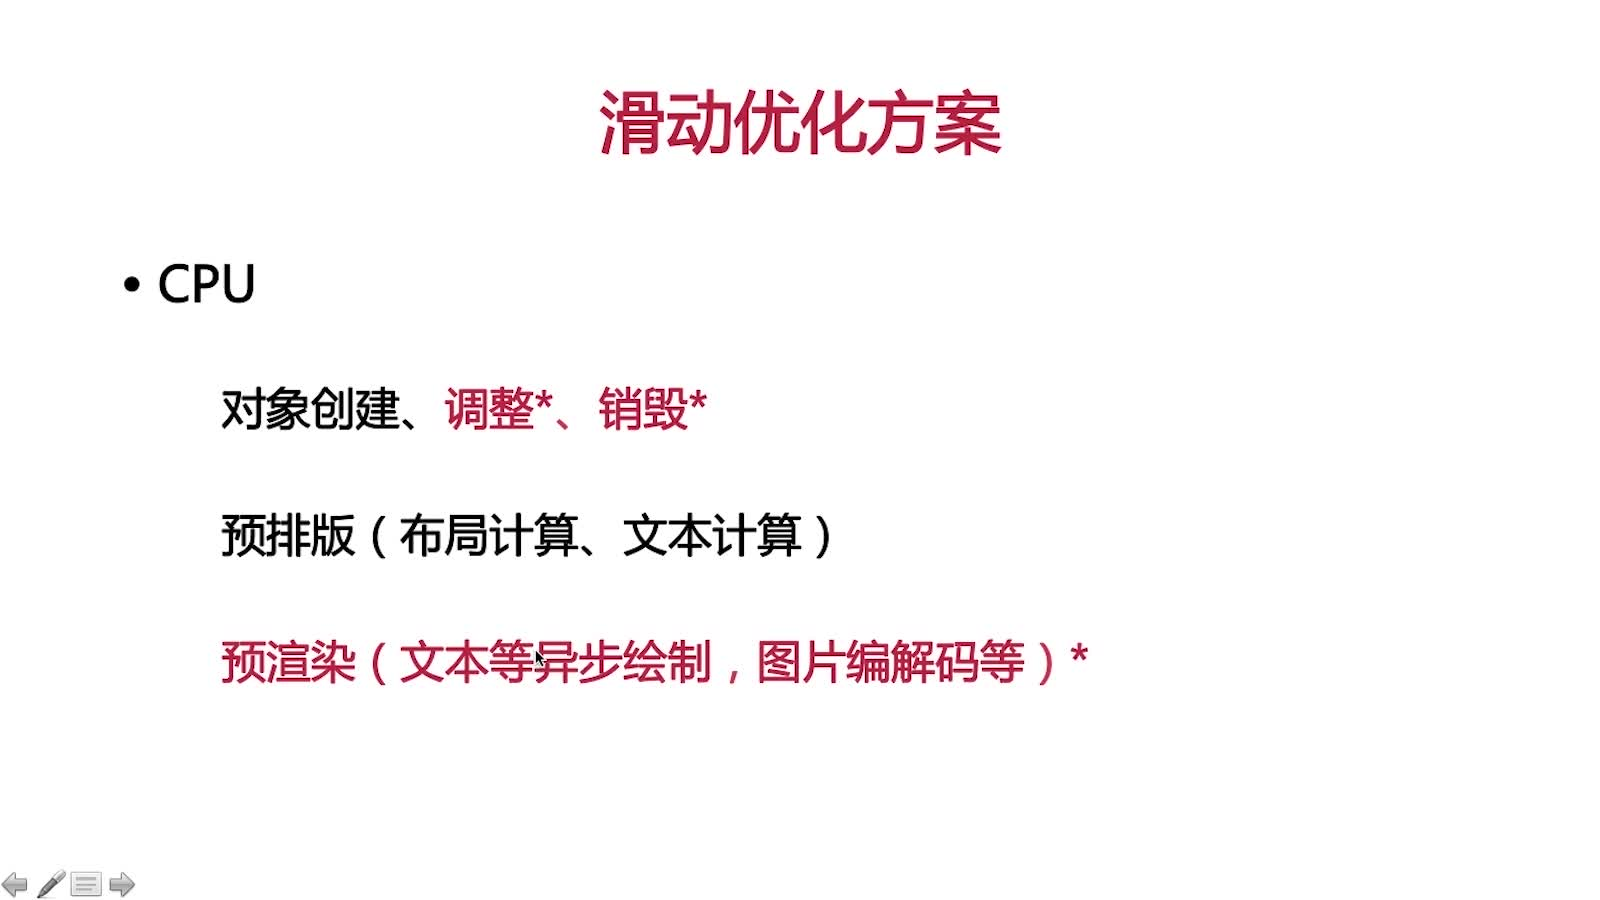 滑动优化方案
• CPU
对象创建、调整*、销毁*
预排版（布局计算、文本计算）
预渲染（文本等异步绘制，图片编解码等）*